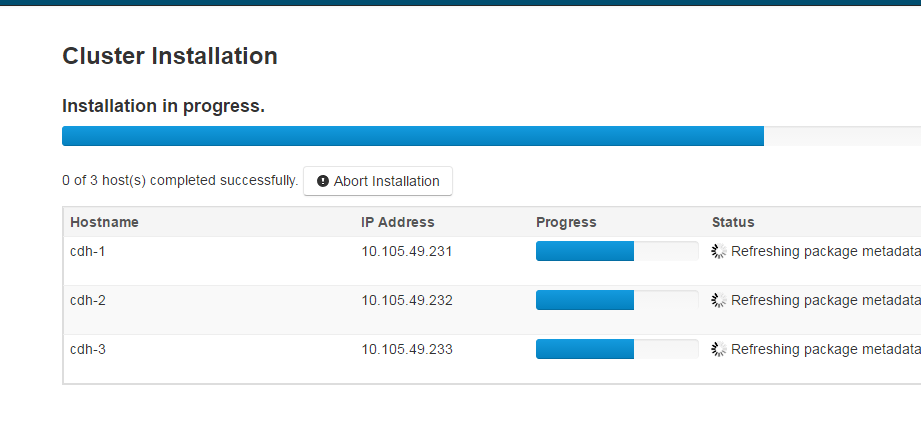 Cluster Installation
Installation in progress.
0 of 3 host(s) completed successfully. Abort Installation
Hostname IP Address Progress Status
cdh-1 10.105.49.231 Refreshing package metadata
cdh-2 10.105.49.232 Refreshing package metadata
cdh-3 10.105.49.233 Refreshing package metadata